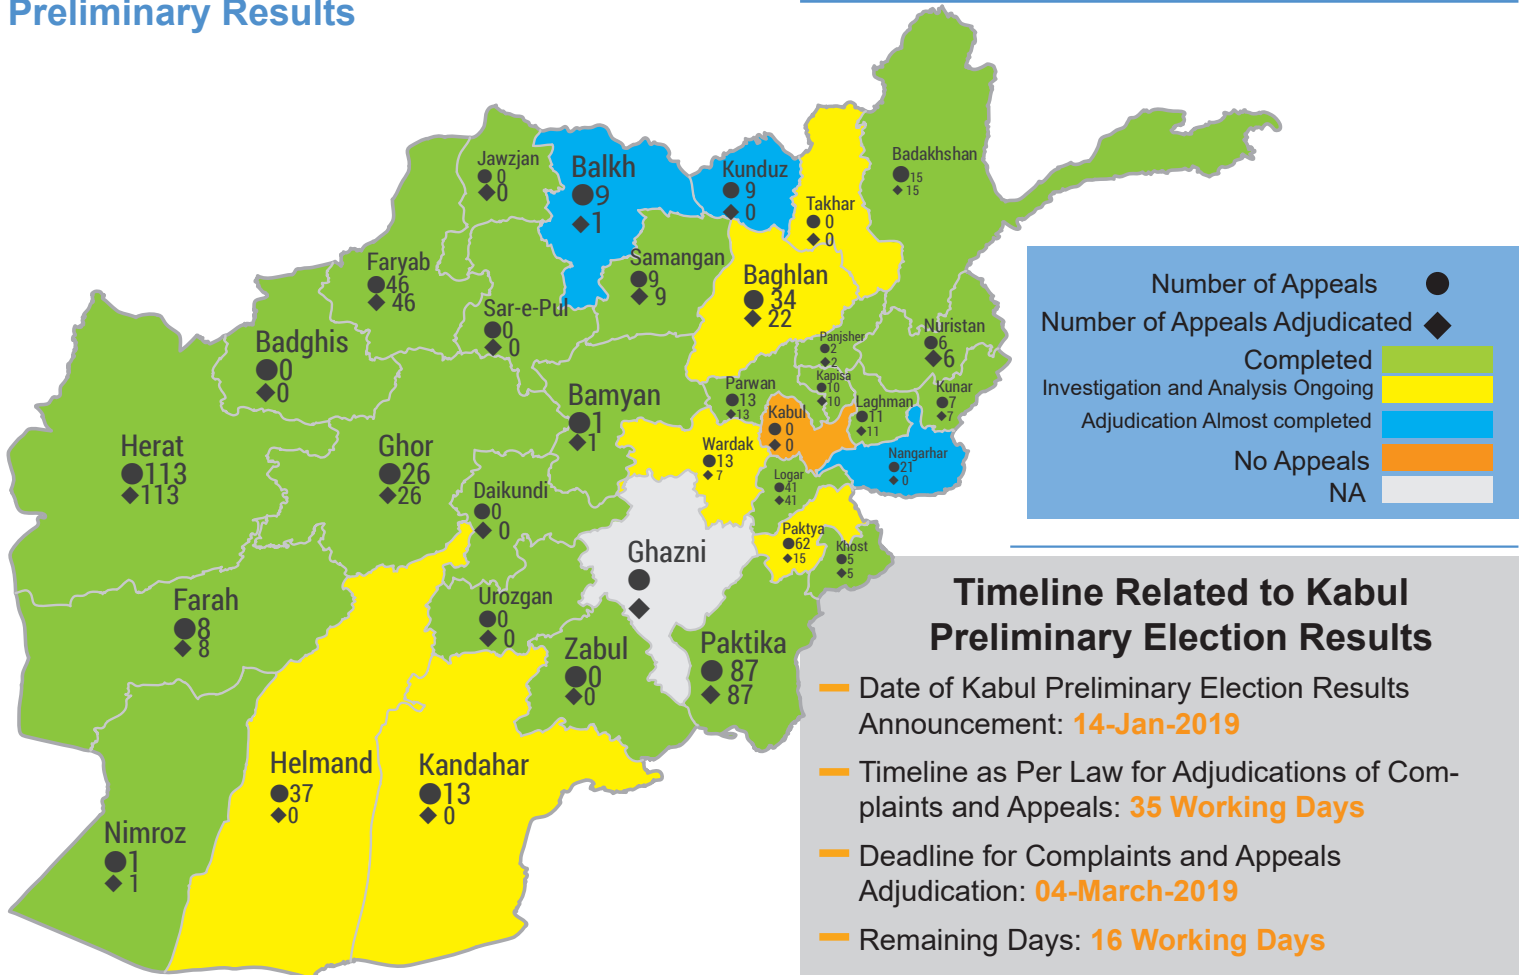 Preliminary Results
Jawzjan
0
0
Balkh
9
1
Kunduz
9
0
Takhar
0
0
Badakhshan
15
15
Faryab
46
46
Sar-e-Pul
0
0
Samangan
9
9
Baghlan
34
22
Badghis
0
0
Panjsher
2
2
Nuristan
6
6
Kapisa
10
10
Kunar
7
7
Parwan
13
13
Laghman
11
11
Kabul
0
0
Bamyan
1
1
Herat
113
113
Ghor
26
26
Wardak
13
7
Nangarhar
21
0
Logar
41
41
Daikundi
0
0
Paktya
62
15
Khost
5
5
Ghazni
Farah
8
8
Urozgan
0
0
Zabul
0
0
Paktika
87
87
Helmand
37
0
Kandahar
13
0
Nimroz
1
1
Number of Appeals
Number of Appeals Adjudicated
Completed
Investigation and Analysis Ongoing
Adjudication Almost completed
No Appeals
NA
Timeline Related to Kabul
Preliminary Election Results
Date of Kabul Preliminary Election Results
Announcement: 14-Jan-2019
Timeline as Per Law for Adjudications of Com-
plaints and Appeals: 35 Working Days
Deadline for Complaints and Appeals
Adjudication: 04-March-2019
Remaining Days: 16 Working Days